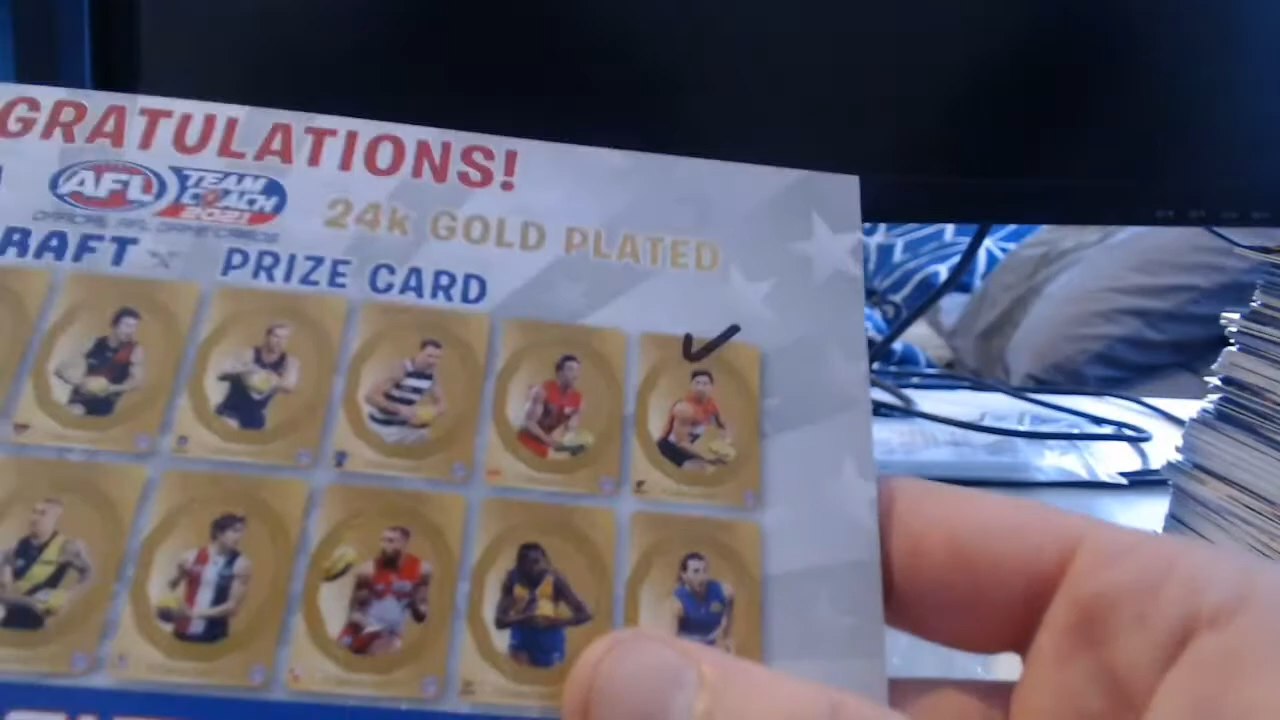 GRATULATIONS!
AFL TEAM COACH 2021
24k GOLD PLATED
RAFT PRIZE CARD